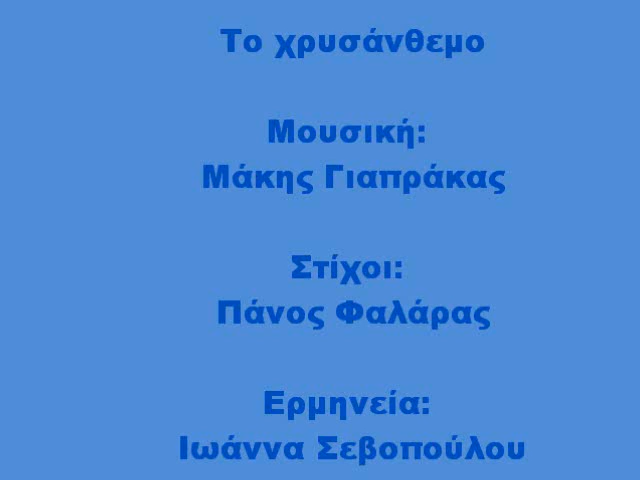 Το χρυσάνθεμο
Μουσική:
Μάκης Γιαπράκας
Στίχοι:
Πάνος Φαλάρας
Ερμηνεία:
Ιωάννα Σεβοπούλου